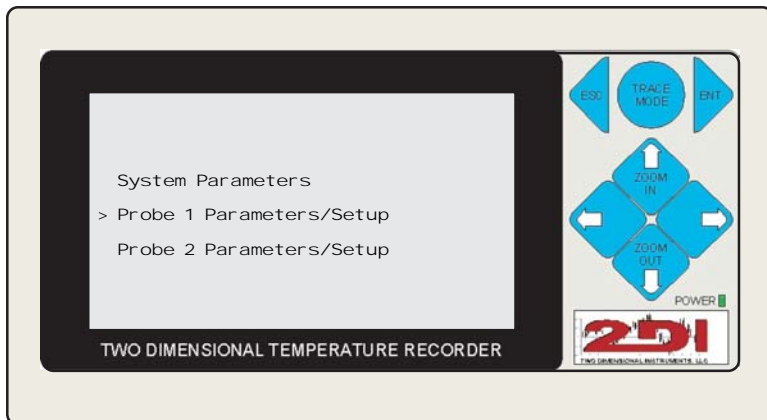 System Parameters
> Probe 1 Parameters/Setup
Probe 2 Parameters/Setup
TWO DIMENSIONAL TEMPERATURE RECORDER
ESC
TRACE
MODE
ENT
ZOOM
IN
ZOOM
OUT
POWER
2DI
TWO DIMENSIONAL INSTRUMENTS, LLC